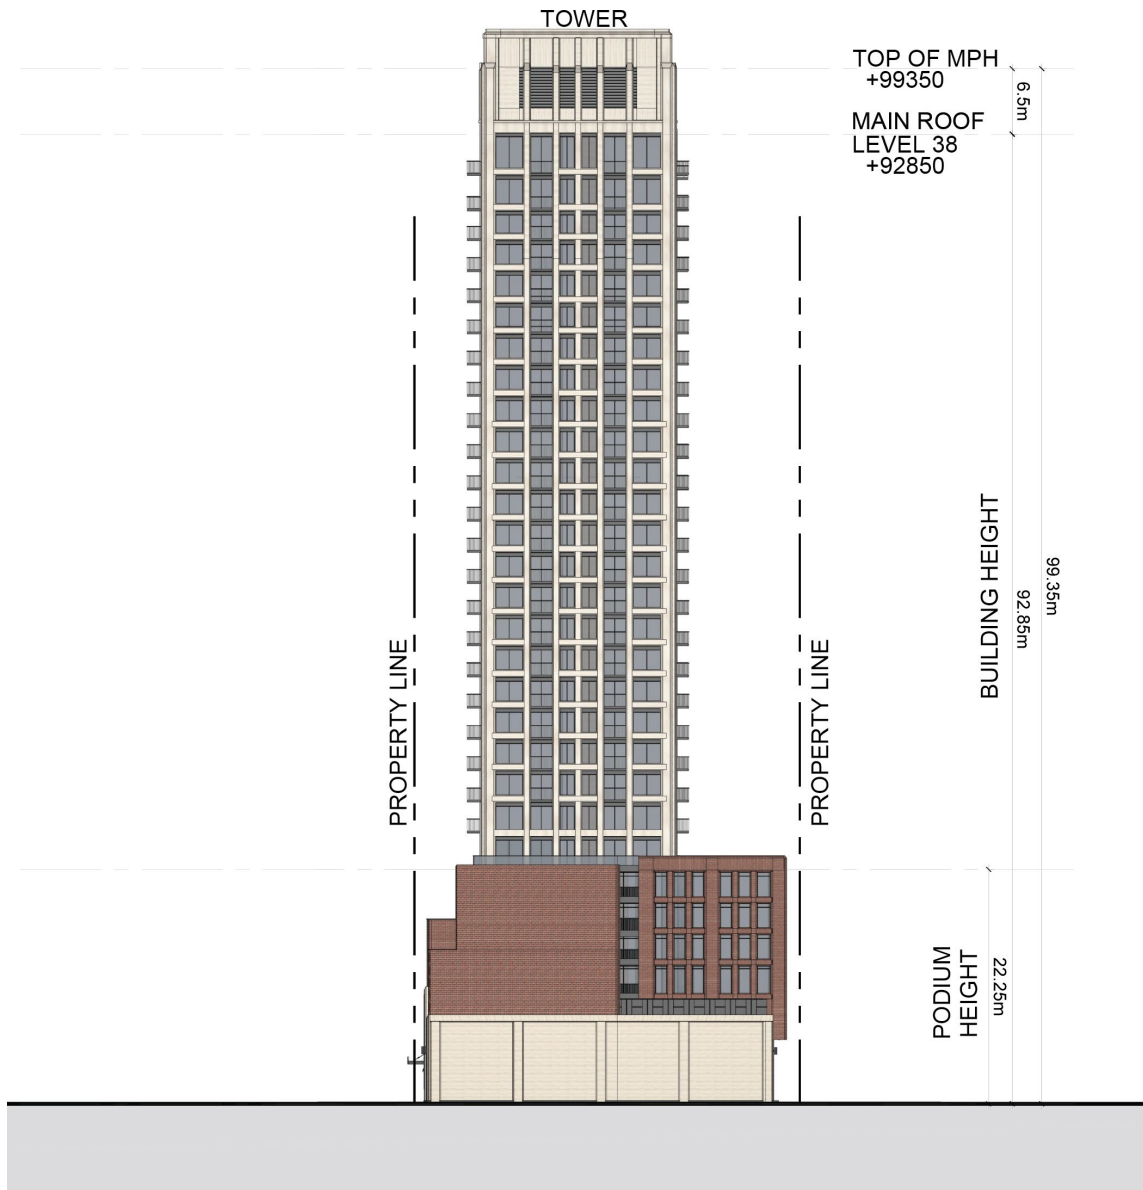 TOWER
TOP OF MPH
+99350
6.5m
MAIN ROOF
LEVEL 38
+92850
PROPERTY LINE
PROPERTY LINE
BUILDING HEIGHT
92.85m
99.35m
PODIUM
HEIGHT
22.25m